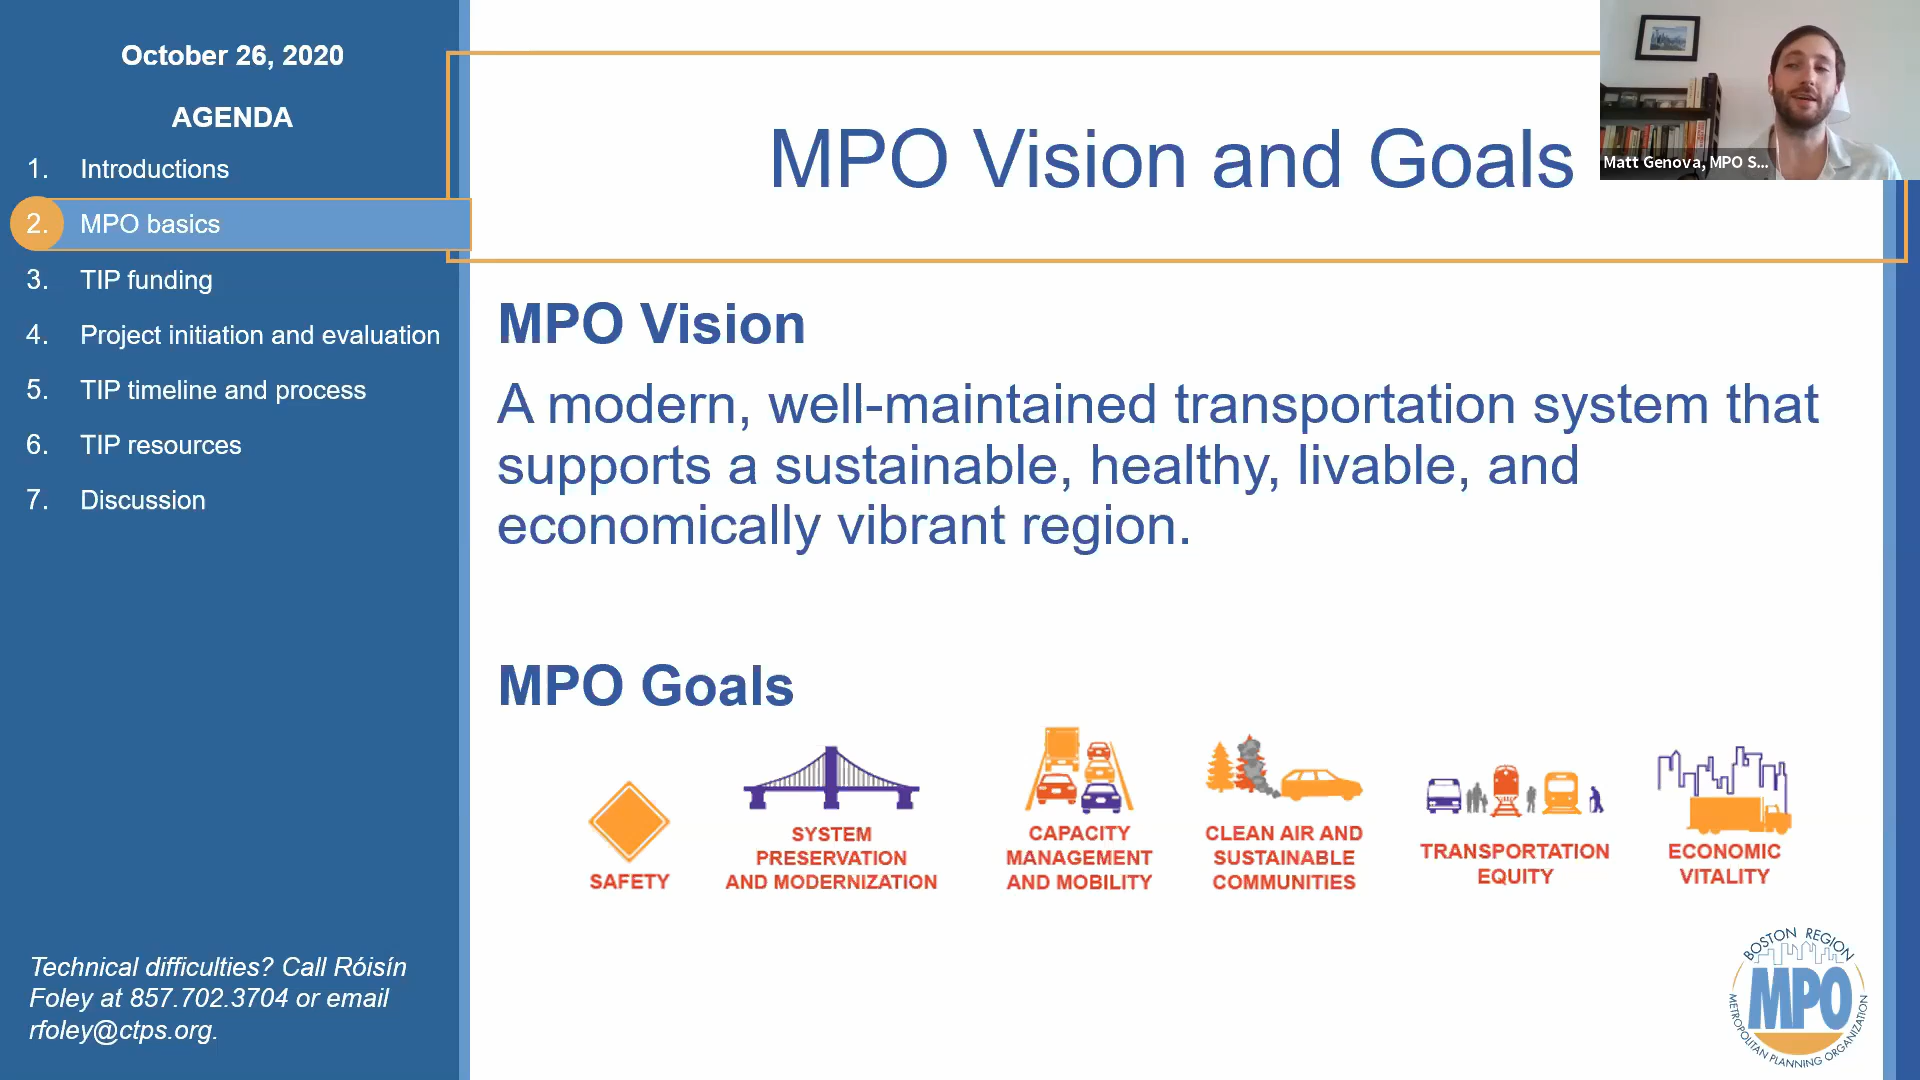 October 26, 2020
AGENDA
1. Introductions
2. MPO basics
3. TIP funding
4. Project initiation and evaluation
5. TIP timeline and process
6. TIP resources
7. Discussion
Technical difficulties? Call Róisín
Foley at 857.702.3704 or email
rfoley@ctps.org.
MPO Vision and Goals
Matt Genova, MPO S...
MPO Vision
A modern, well-maintained transportation system that
supports a sustainable, healthy, livable, and
economically vibrant region.
MPO Goals
SAFETY
SYSTEM
PRESERVATION
AND MODERNIZATION
CAPACITY
MANAGEMENT
AND MOBILITY
CLEAN AIR AND
SUSTAINABLE
COMMUNITIES
TRANSPORTATION
EQUITY
ECONOMIC
VITALITY
BOSTON REGION
MPO
METROPOLITAN PLANNING ORGANIZATION